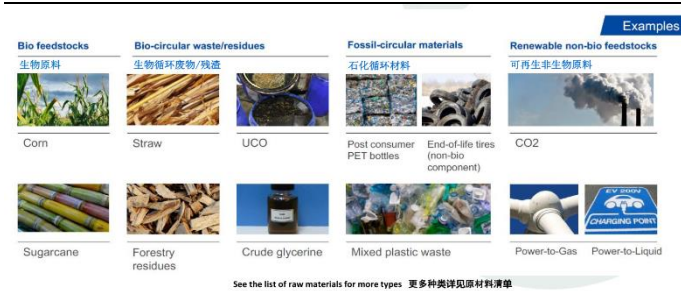 Examples
Bio feedstocks
生物原料
Corn
Sugarcane
Bio-circular waste/residues
生物循环废物/残渣
Straw
UCO
Forestry
residues
Crude glycerine
Fossil-circular materials
石化循环材料
Post consumer
PET bottles
End-of-life tires
(non-bio
component)
Mixed plastic waste
Renewable non-bio feedstocks
可再生非生物原料
CO2
EV 200V
CHARGING POINT
Power-to-Gas
Power-to-Liquid
See the list of raw materials for more types 更多种类详见原材料清单